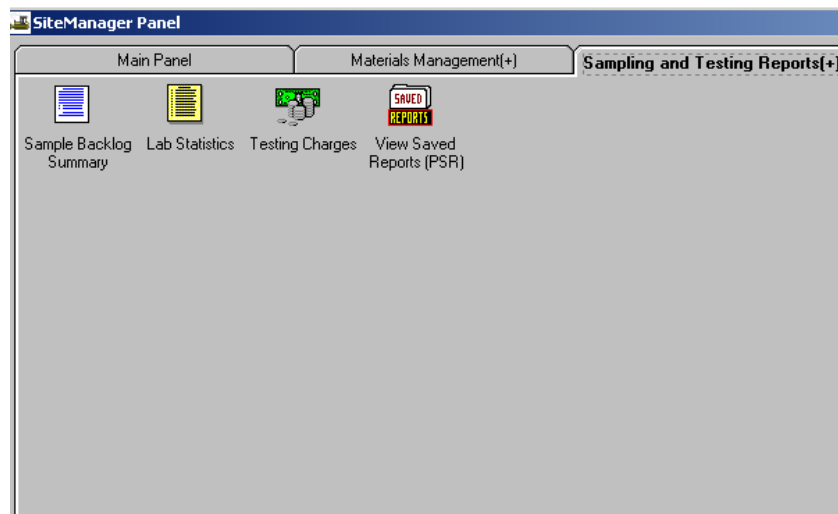 SiteManager Panel
Main Panel
Materials Management(+)
Sampling and Testing Reports(+)
SAVED
REPORTS
Sample Backlog
Summary
Lab Statistics
Testing Charges
View Saved
Reports (PSR)